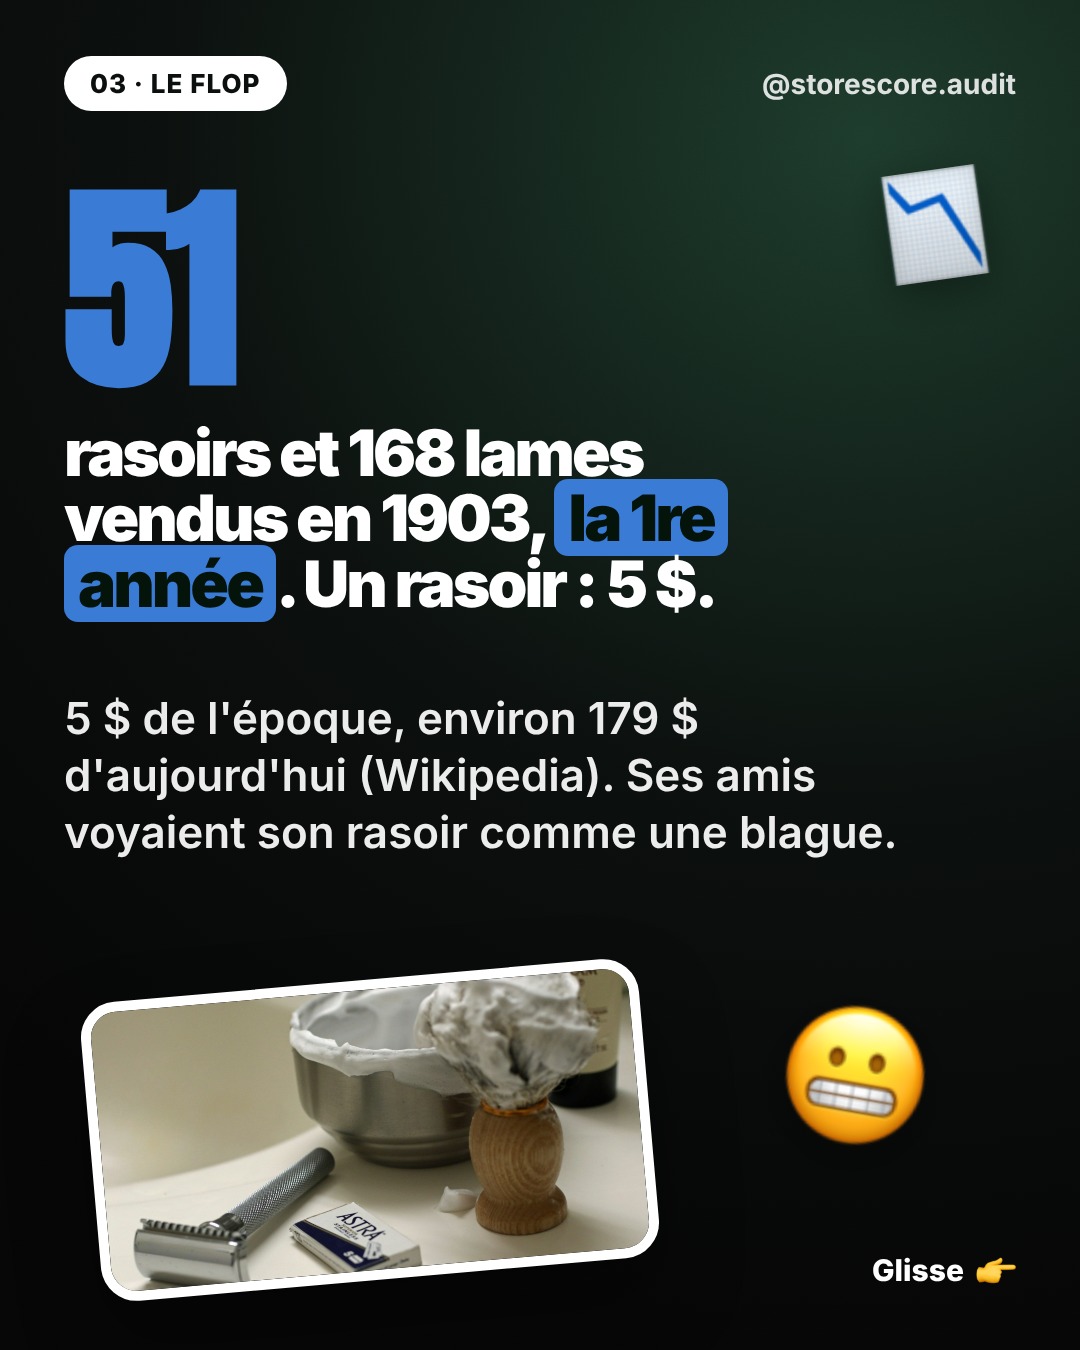 03 · LE FLOP
@storescore.audit
51
rasoirs et 168 lames
vendus en 1903, la 1re
année. Un rasoir : 5 $.
5 $ de l'époque, environ 179 $
d'aujourd'hui (Wikipedia). Ses amis
voyaient son rasoir comme une blague.
ASTRA
Glisse